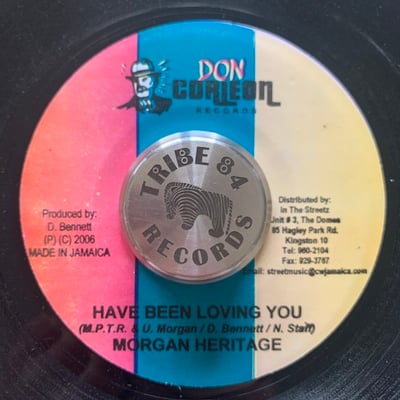 DON
CORLEON
RECORDS
TRIBE 84
RECORDS
Produced by:
D. Bennett
(P) (C) 2006
MADE IN JAMAICA
Distributed by:
In The Streetz
Unit # 3, The Domes
85 Hagley Park Rd.
Kingston 10
Tel: 960-2104
Fax: 929-3767
Email: streetmusic@cwjamaica.com
HAVE BEEN LOVING YOU
(M.P.T.R. & U. Morgan / D. Bennett / N. Staff)
MORGAN HERITAGE